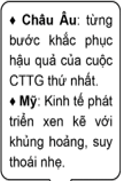 ♦ Châu Âu: từng
bước khắc phục
hậu quả của cuộc
CTTG thứ nhất.
♦ Mỹ: Kinh tế phát
triển xen kẽ với
khủng hoảng, suy
thoái nhẹ.